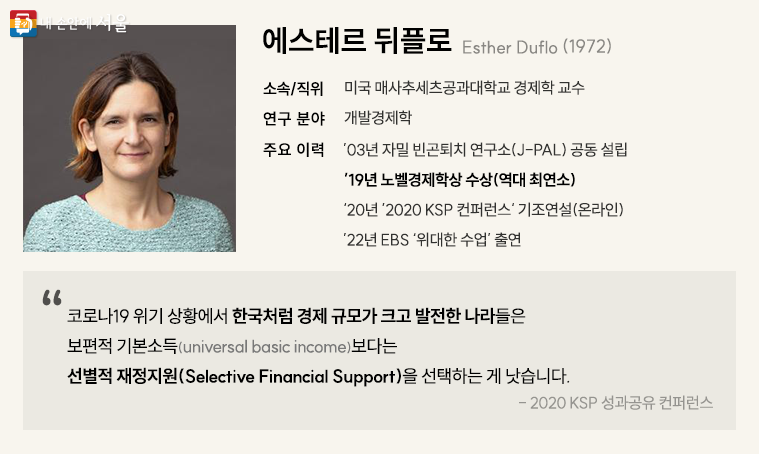 내 손안에 서울
에스테르 뒤플로 Esther Duflo (1972)
소속/직위 미국 매사추세츠공과대학교 경제학 교수
연구 분야 개발경제학
주요 이력 ’03년 자밀 빈곤퇴치 연구소(J-PAL) 공동 설립
’19년 노벨경제학상 수상(역대 최연소)
’20년 ‘2020 KSP 컨퍼런스‘ 기조연설(온라인)
’22년 EBS ‘위대한 수업’ 출연
“
코로나19 위기 상황에서 한국처럼 경제 규모가 크고 발전한 나라들은
보편적 기본소득(universal basic income)보다는
선별적 재정지원(Selective Financial Support)을 선택하는 게 낫습니다.
- 2020 KSP 성과공유 컨퍼런스